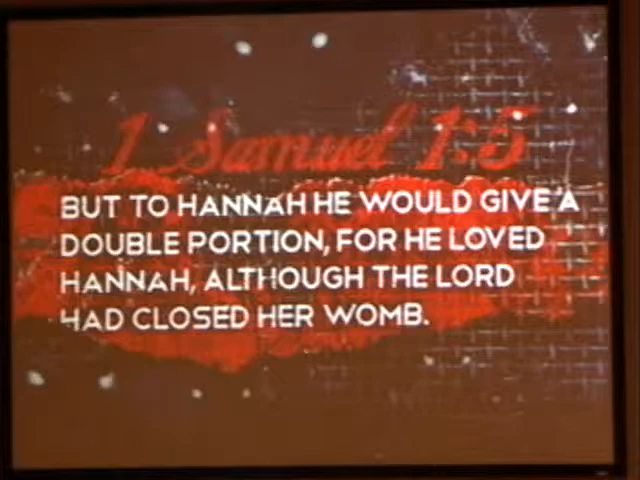 1 Samuel 1:5
BUT TO HANNAH HE WOULD GIVE A
DOUBLE PORTION, FOR HE LOVED
HANNAH, ALTHOUGH THE LORD
HAD CLOSED HER WOMB.